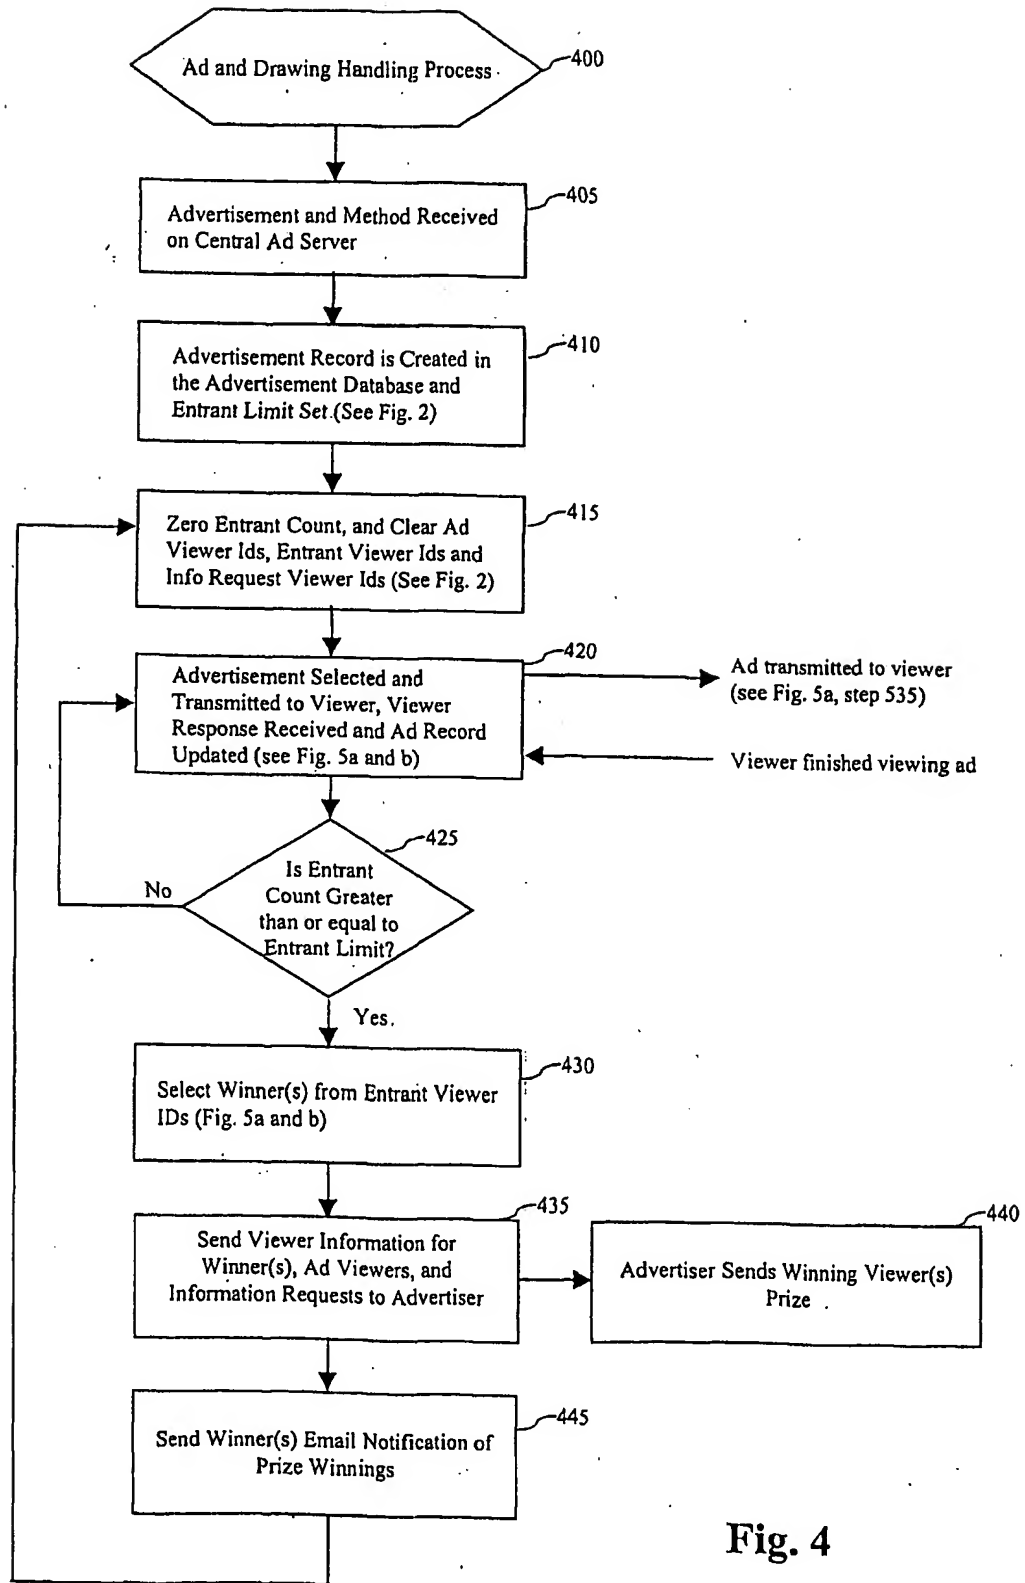 Ad and Drawing Handling Process
400
405
Advertisement and Method Received
on Central Ad Server
410
Advertisement Record is Created in
the Advertisement Database and
Entrant Limit Set.(See Fig. 2)
415
Zero Entrant Count, and Clear Ad
Viewer Ids, Entrant Viewer Ids and
Info Request Viewer Ids (See Fig. 2)
420
Advertisement Selected and
Transmitted to Viewer, Viewer
Response Received and Ad Record
Updated (see Fig. 5a and b)
Ad transmitted to viewer
(see Fig. 5a, step 535)
Viewer finished viewing ad
425
Is Entrant
Count Greater
than or equal to
Entrant Limit?
No
Yes.
430
Select Winner(s) from Entrant Viewer
IDs (Fig. 5a and b)
435
Send Viewer Information for
Winner(s), Ad Viewers, and
Information Requests to Advertiser
440
Advertiser Sends Winning Viewer(s)
Prize
445
Send Winner(s) Email Notification of
Prize Winnings
Fig. 4